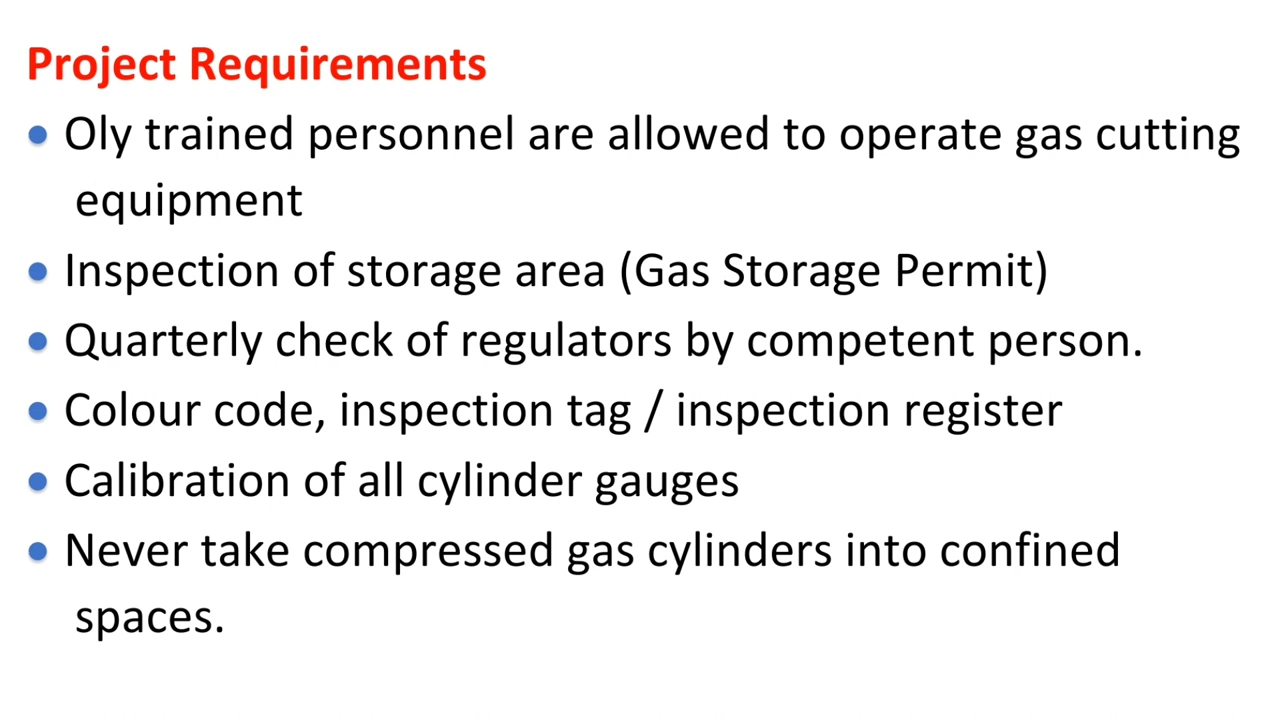 Project Requirements
• Oly trained personnel are allowed to operate gas cutting
equipment
• Inspection of storage area (Gas Storage Permit)
• Quarterly check of regulators by competent person.
• Colour code, inspection tag / inspection register
• Calibration of all cylinder gauges
• Never take compressed gas cylinders into confined
spaces.